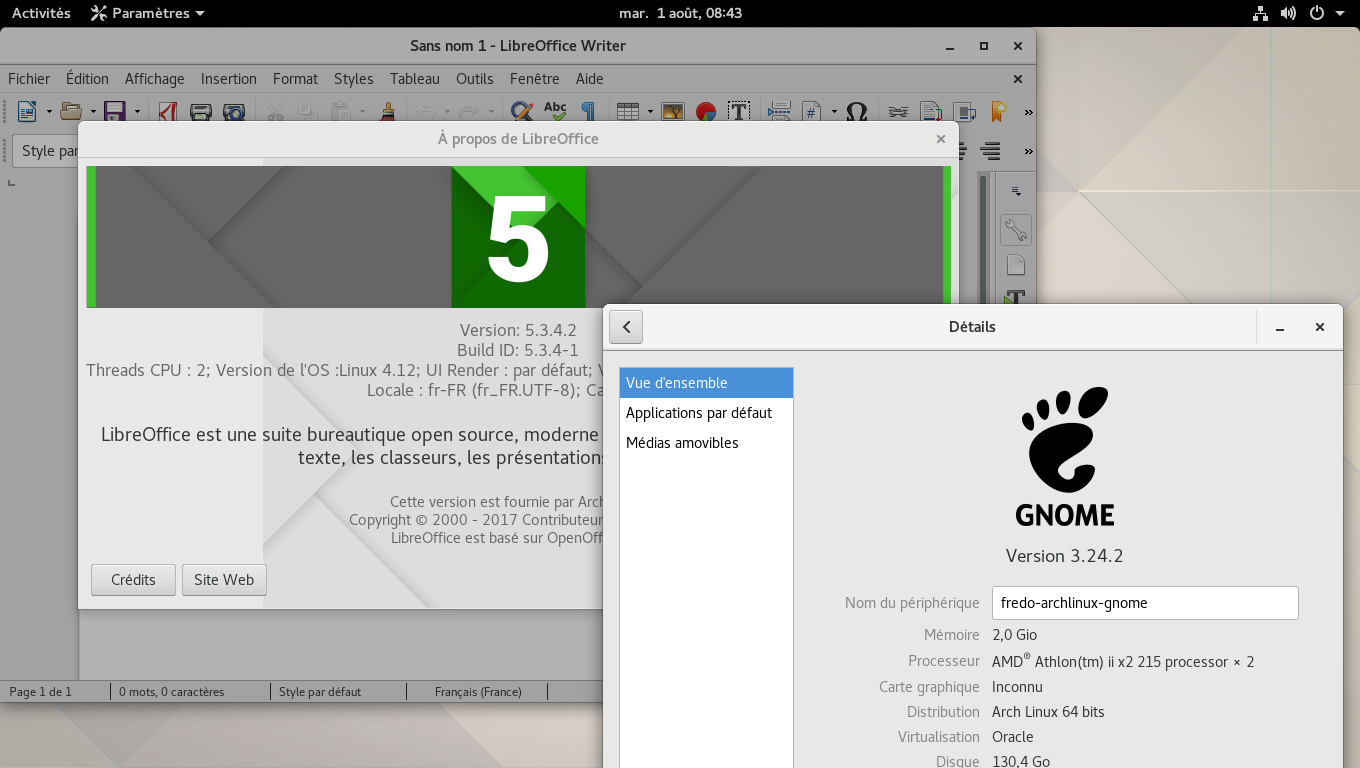 Activités
Paramètres
mar. 1 août, 08:43
Sans nom 1 - LibreOffice Writer
Fichier Édition Affichage Insertion Format Styles Tableau Outils Fenêtre Aide
Abc
Style par
À propos de LibreOffice
5
Version: 5.3.4.2
Build ID: 5.3.4-1
Threads CPU : 2; Version de l'OS :Linux 4.12; UI Render : par défaut;
Locale : fr-FR (fr_FR.UTF-8);
LibreOffice est une suite bureautique open source, moderne
texte, les classeurs, les présentations
Cette version est fournie par Arch
Copyright © 2000 - 2017 Contributeur
LibreOffice est basé sur OpenOff
Crédits
Site Web
Page 1 de 1
0 mots, 0 caractères
Style par défaut
Français (France)
Détails
Vue d'ensemble
Applications par défaut
Médias amovibles
GNOME
Version 3.24.2
Nom du périphérique fredo-archlinux-gnome
Mémoire 2,0 Gio
Processeur AMD® Athlon(tm) ii x2 215 processor × 2
Carte graphique Inconnu
Distribution Arch Linux 64 bits
Virtualisation Oracle
Disque 130,4 Go